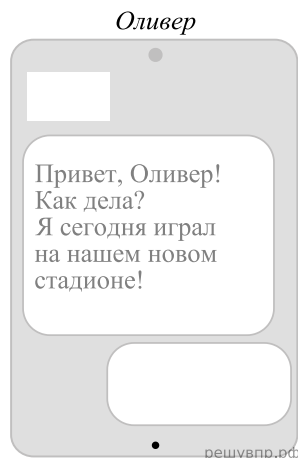 Оливер
Привет, Оливер!
Как дела?
Я сегодня играл
на нашем новом
стадионе!
решувпр.рф